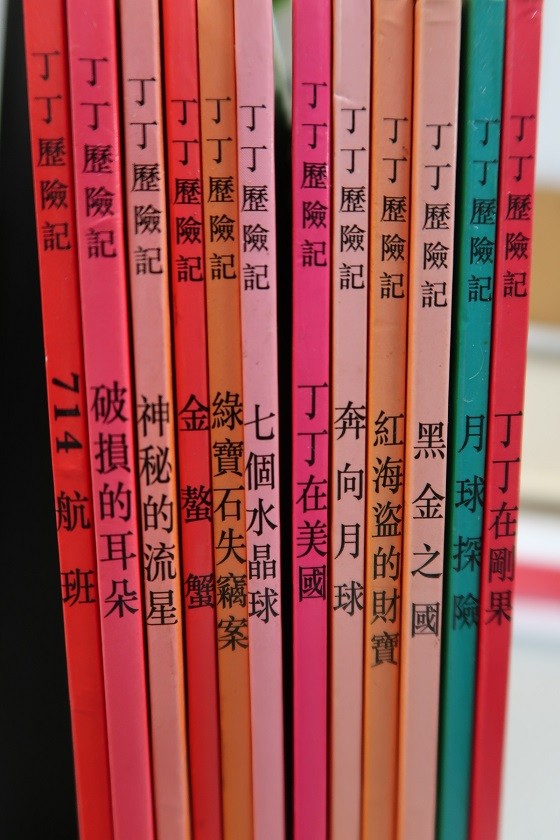 丁丁歷險記
714航班
丁丁歷險記
破損的耳朵
丁丁歷險記
神秘的流星
丁丁歷險記
金螯蟹
丁丁歷險記
綠寶石失竊案
丁丁歷險記
七個水晶球
丁丁歷險記
丁丁在美國
丁丁歷險記
奔向月球
丁丁歷險記
紅海盜的財寶
丁丁歷險記
黑金之國
丁丁歷險記
月球探險
丁丁歷險記
丁丁在剛果